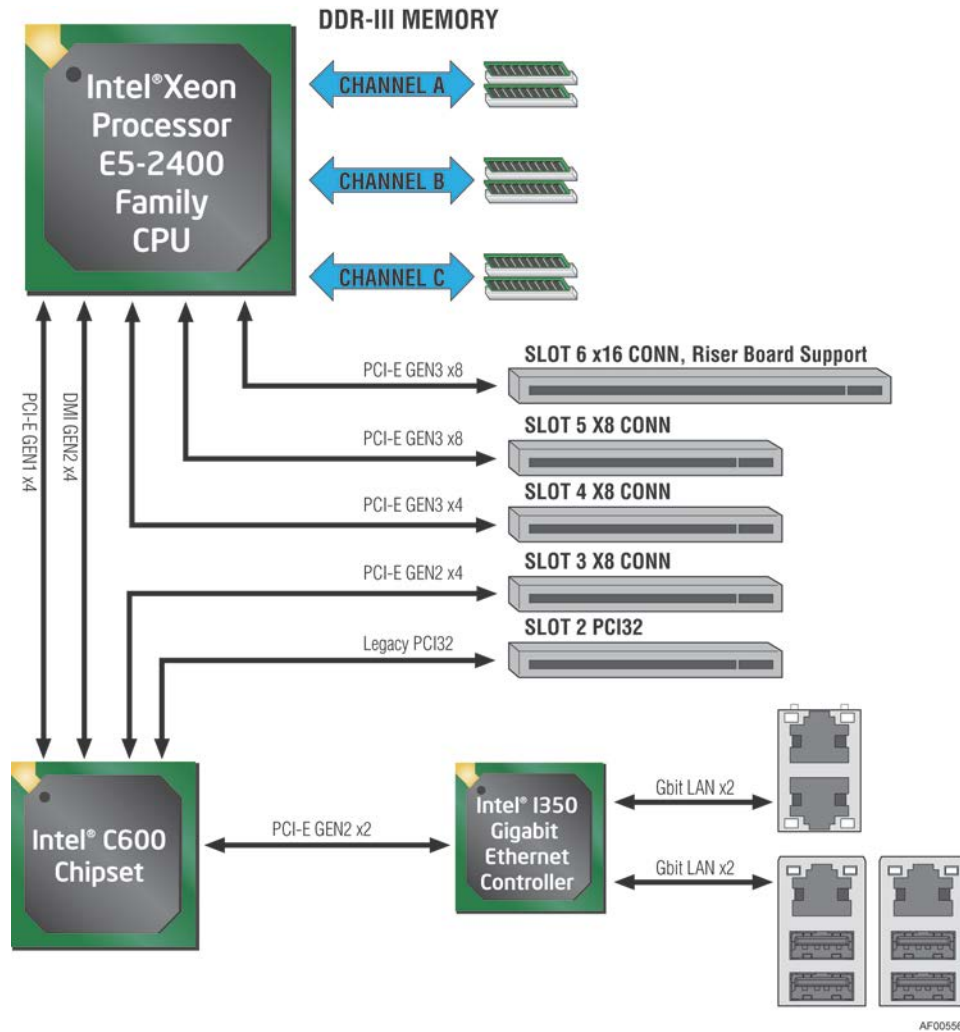 DDR-III MEMORY
Intel®Xeon
Processor
E5-2400
Family
CPU
CHANNEL A
CHANNEL B
CHANNEL C
PCI-E GEN1 x4
DMI GEN2 x4
PCI-E GEN3 x8
SLOT 6 x16 CONN, Riser Board Support
PCI-E GEN3 x8
SLOT 5 X8 CONN
PCI-E GEN3 x4
SLOT 4 X8 CONN
PCI-E GEN2 x4
SLOT 3 X8 CONN
Legacy PCI32
SLOT 2 PCI32
Intel® C600
Chipset
PCI-E GEN2 x2
Intel® I350
Gigabit
Ethernet
Controller
Gbit LAN x2
Gbit LAN x2